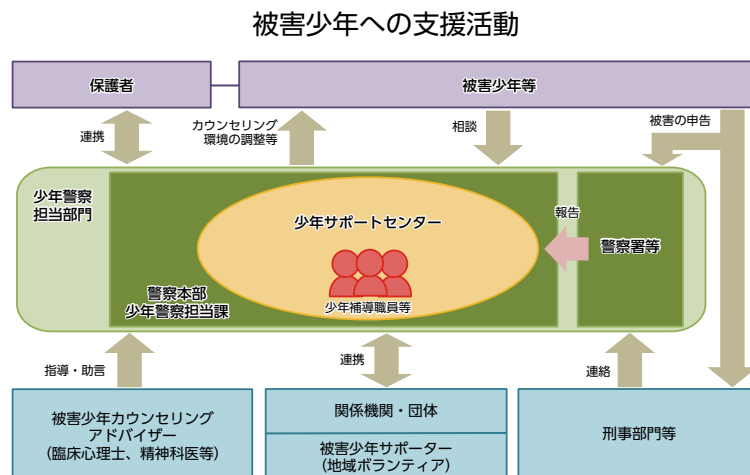 被害少年への支援活動
保護者
被害少年等
連携
カウンセリング
環境の調整等
相談
被害の申告
少年警察
担当部門
少年サポートセンター
報告
警察署等
少年補導職員等
警察本部
少年警察担当課
指導・助言
連携
連絡
被害少年カウンセリング
アドバイザー
（臨床心理士、精神科医等）
関係機関・団体
被害少年サポーター
（地域ボランティア）
刑事部門等